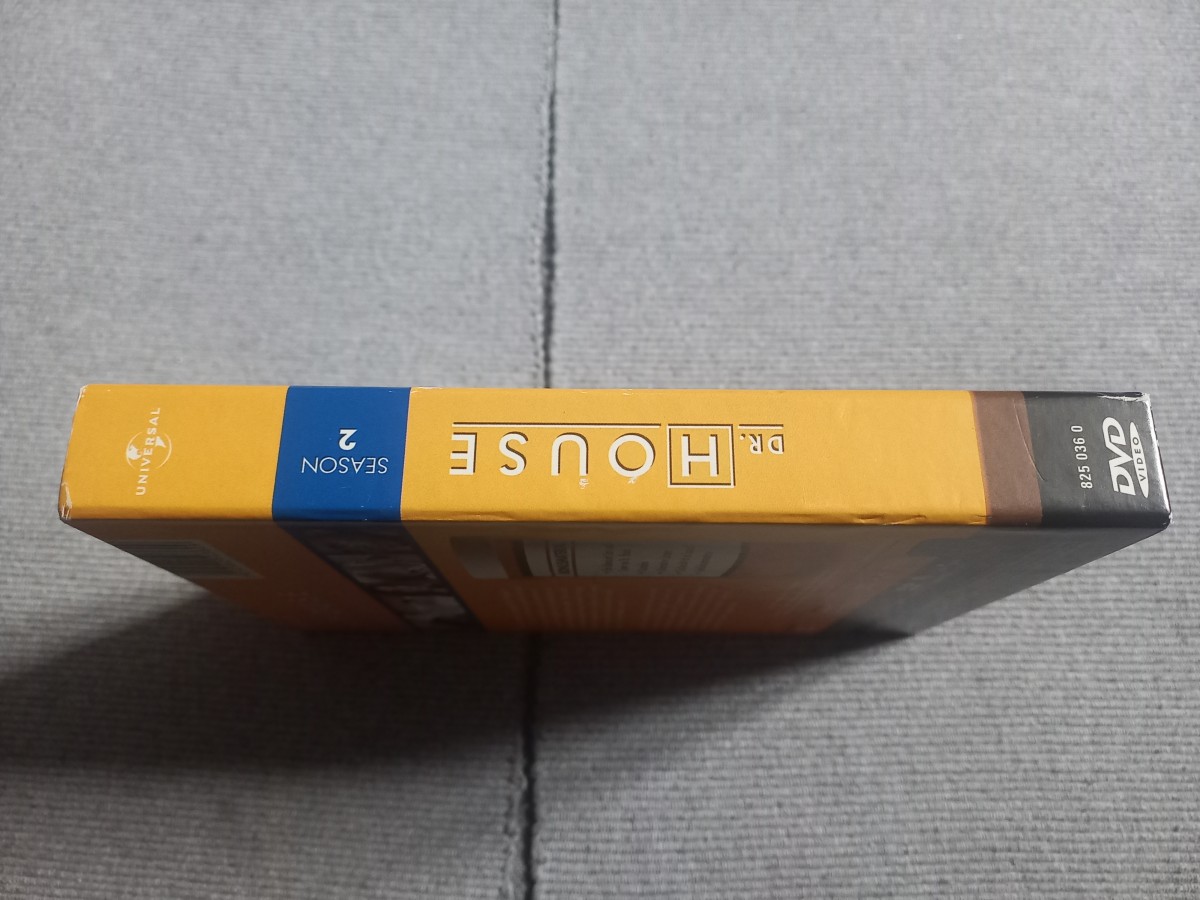 DVD
VIDEO
825 036 0
DR. HOUSE
SEASON
2
UNIVERSAL